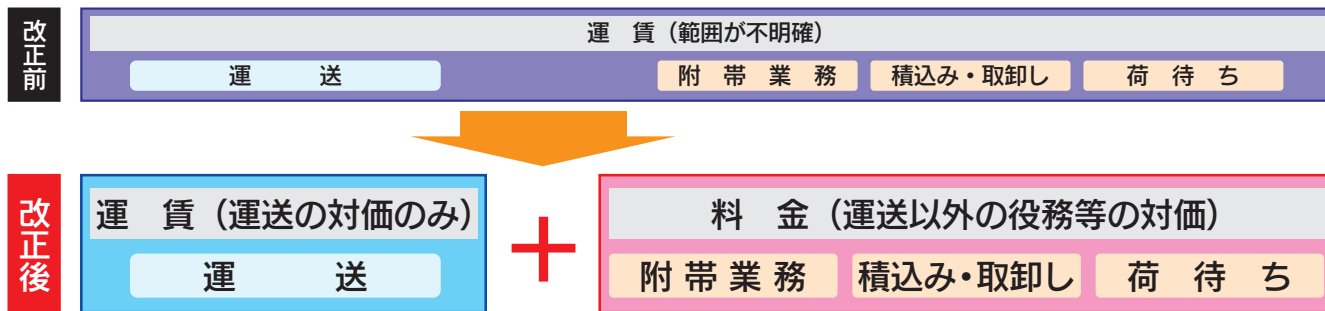 改正前
運　賃（範囲が不明確）
運　送　附帯業務　積込み・取卸し　荷待ち
改正後
運　賃（運送の対価のみ）　＋　料　金（運送以外の役務等の対価）
運　送　附帯業務　積込み・取卸し　荷待ち